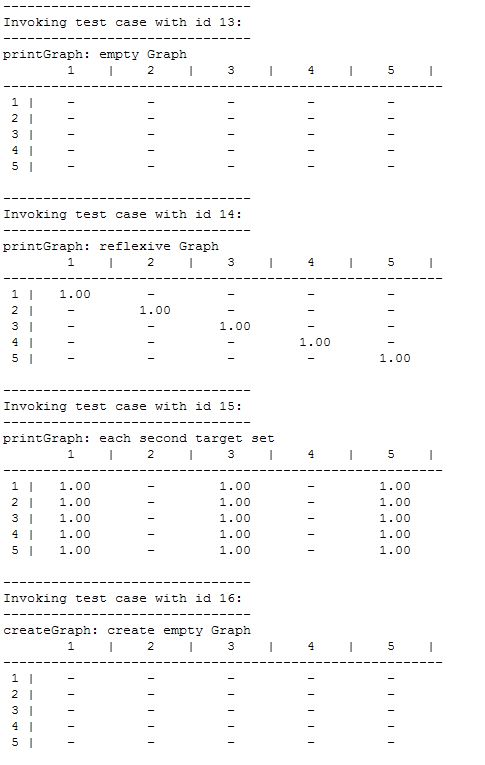 -------------------------------
Invoking test case with id 13:
-------------------------------
printGraph: empty Graph
        1    |    2    |    3    |    4    |    5    |
-------------------------------------------------------
 1 |    -         -         -         -         -
 2 |    -         -         -         -         -
 3 |    -         -         -         -         -
 4 |    -         -         -         -         -
 5 |    -         -         -         -         -
-------------------------------
Invoking test case with id 14:
-------------------------------
printGraph: reflexive Graph
        1    |    2    |    3    |    4    |    5    |
-------------------------------------------------------
 1 |   1.00       -         -         -         -
 2 |    -        1.00       -         -         -
 3 |    -         -        1.00       -         -
 4 |    -         -         -        1.00       -
 5 |    -         -         -         -        1.00
-------------------------------
Invoking test case with id 15:
-------------------------------
printGraph: each second target set
        1    |    2    |    3    |    4    |    5    |
-------------------------------------------------------
 1 |   1.00       -        1.00       -        1.00
 2 |   1.00       -        1.00       -        1.00
 3 |   1.00       -        1.00       -        1.00
 4 |   1.00       -        1.00       -        1.00
 5 |   1.00       -        1.00       -        1.00
-------------------------------
Invoking test case with id 16:
-------------------------------
createGraph: create empty Graph
        1    |    2    |    3    |    4    |    5    |
-------------------------------------------------------
 1 |    -         -         -         -         -
 2 |    -         -         -         -         -
 3 |    -         -         -         -         -
 4 |    -         -         -         -         -
 5 |    -         -         -         -         -